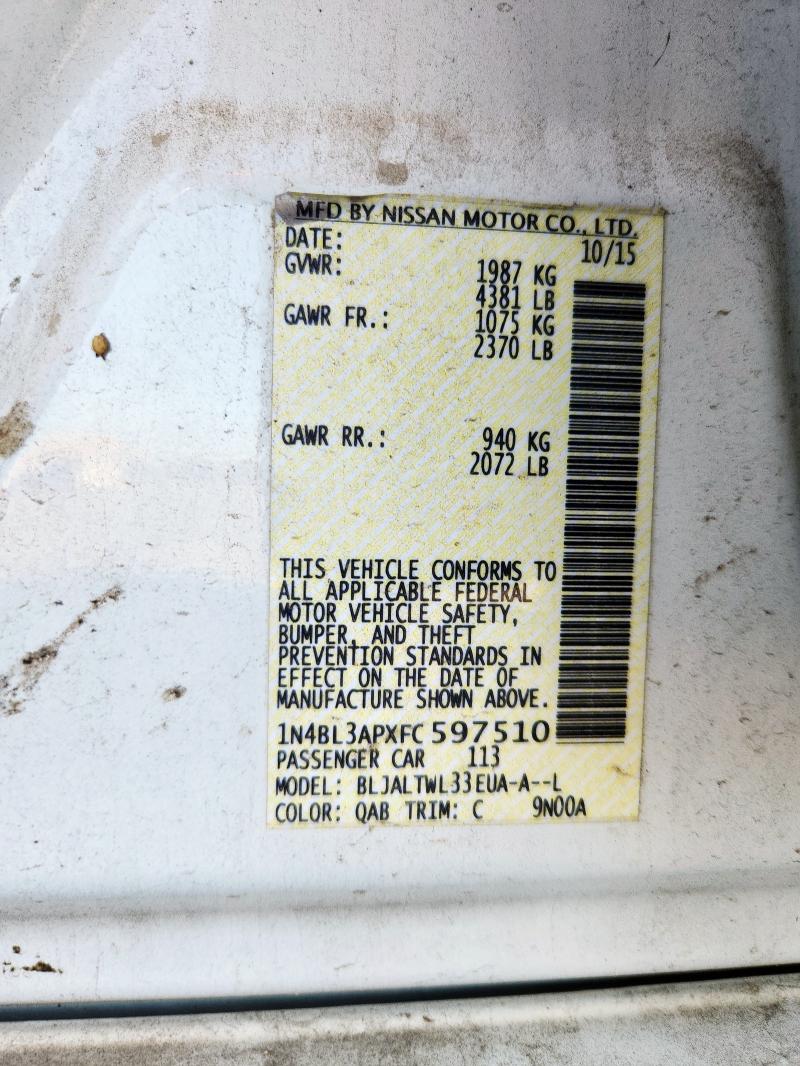 MFD BY NISSAN MOTOR CO., LTD.
DATE: 10/15
GVWR: 1987 KG
4381 LB
GAWR FR.: 1075 KG
2370 LB
GAWR RR.: 940 KG
2072 LB
THIS VEHICLE CONFORMS TO
ALL APPLICABLE FEDERAL
MOTOR VEHICLE SAFETY,
BUMPER, AND THEFT
PREVENTION STANDARDS IN
EFFECT ON THE DATE OF
MANUFACTURE SHOWN ABOVE.
1N4BL3APXFC 597510
PASSENGER CAR 113
MODEL: BLJALTWL33EUA-A--L
COLOR: QAB TRIM: C 9N00A